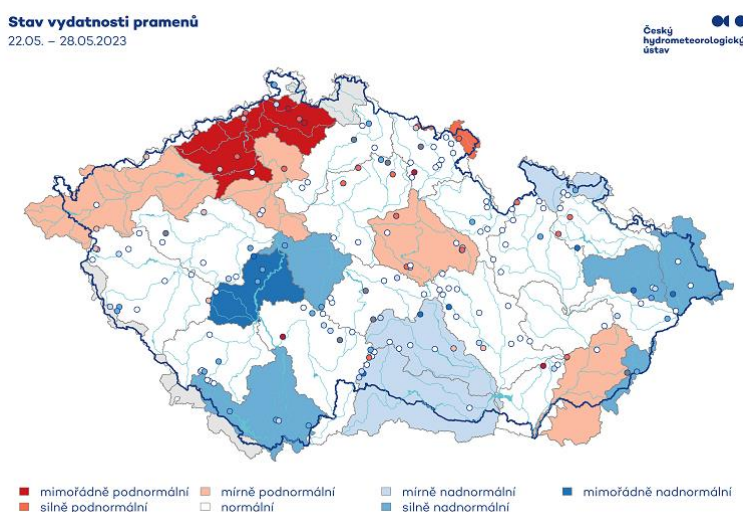 Stav vydatnosti pramenů
22.05. – 28.05.2023
Český
hydrometeorologický
ústav
mimořádně podnormální
mírně podnormální
mírně nadnormální
mimořádně nadnormální
silně podnormální
normální
silně nadnormální